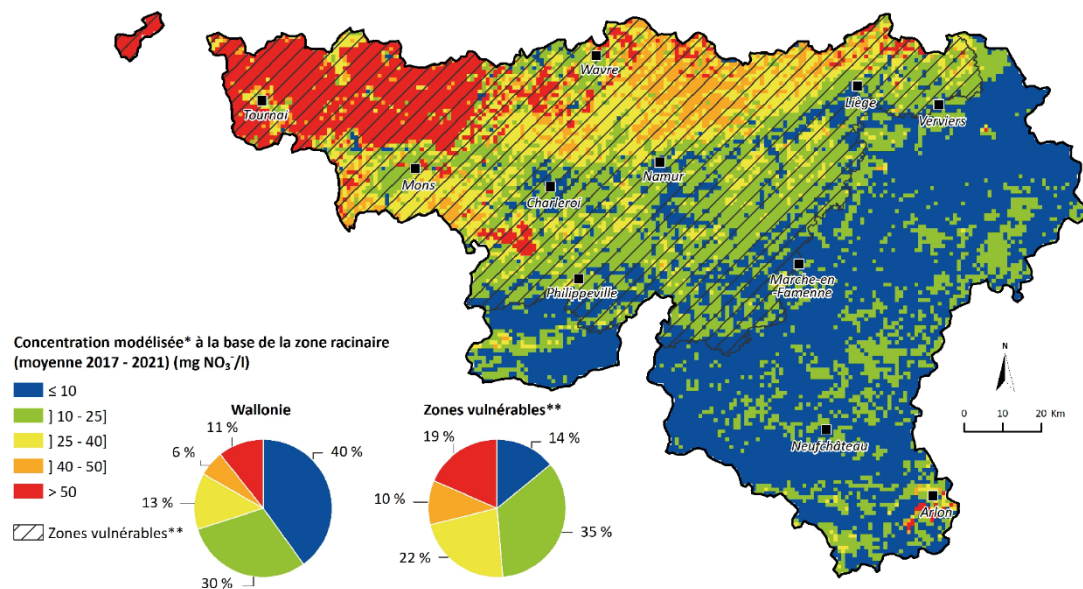 Wavre
Tournai
Liège
Verviers
Mons
Namur
Charleroi
Marche-en
-Famenne
Philippeville
Concentration modélisée* à la base de la zone racinaire
(moyenne 2017 - 2021) (mg NO₃⁻/l)
≤ 10
] 10 - 25]
] 25 - 40]
] 40 - 50]
> 50
Zones vulnérables**
Wallonie
11 %
6 %
13 %
30 %
40 %
Zones vulnérables**
19 %
10 %
22 %
35 %
14 %
N
0 10 20 Km
Neufchâteau
Arlon